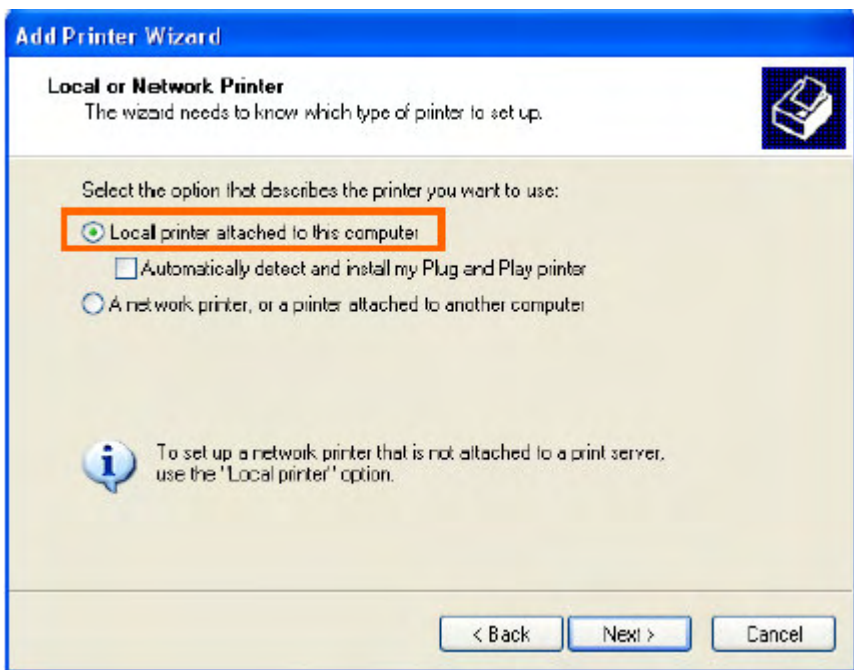 Add Printer Wizard
Local or Network Printer
The wizard needs to know which type of printer to set up.
Select the option that describes the printer you want to use:
Local printer attached to this computer
Automatically detect and install my Plug and Play printer
A network printer, or a printer attached to another computer
To set up a network printer that is not attached to a print server,
use the "Local printer" option.
< Back
Next >
Cancel